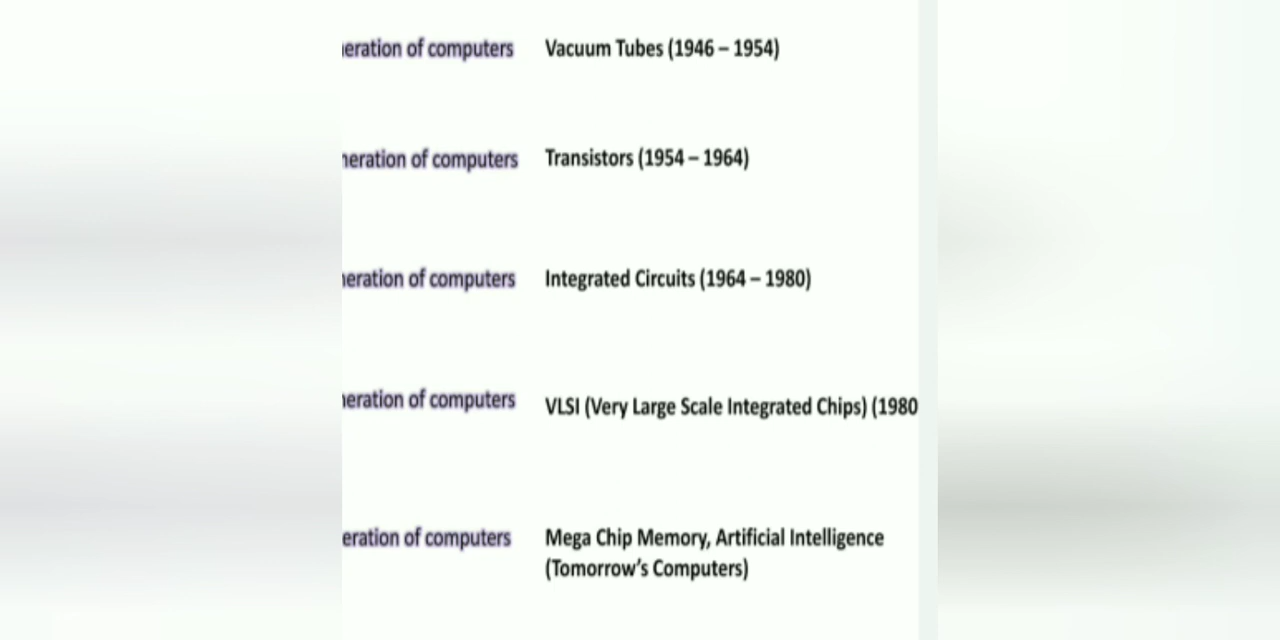 eration of computers Vacuum Tubes (1946 – 1954)
neration of computers Transistors (1954 – 1964)
neration of computers Integrated Circuits (1964 – 1980)
neration of computers VLSI (Very Large Scale Integrated Chips) (1980
eration of computers Mega Chip Memory, Artificial Intelligence
(Tomorrow's Computers)